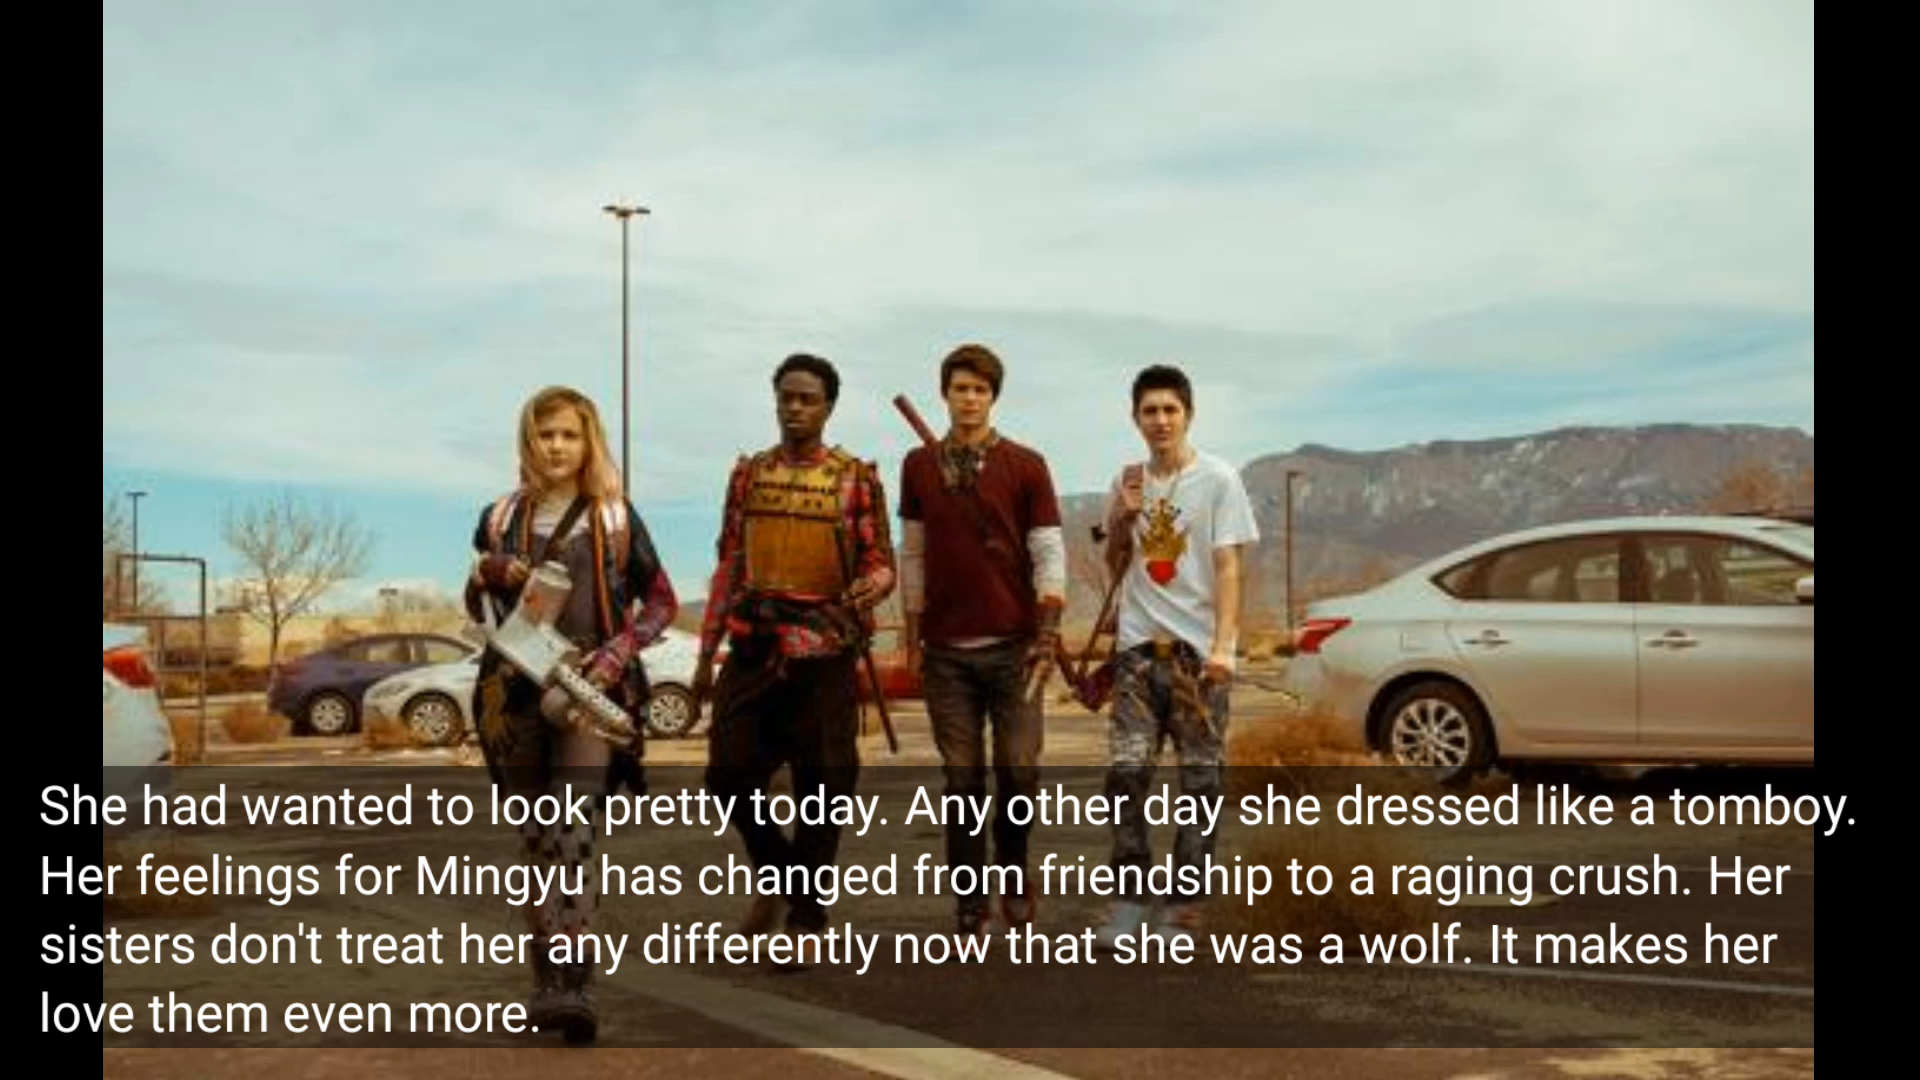 She had wanted to look pretty today. Any other day she dressed like a tomboy.
Her feelings for Mingyu has changed from friendship to a raging crush. Her
sisters don't treat her any differently now that she was a wolf. It makes her
love them even more.